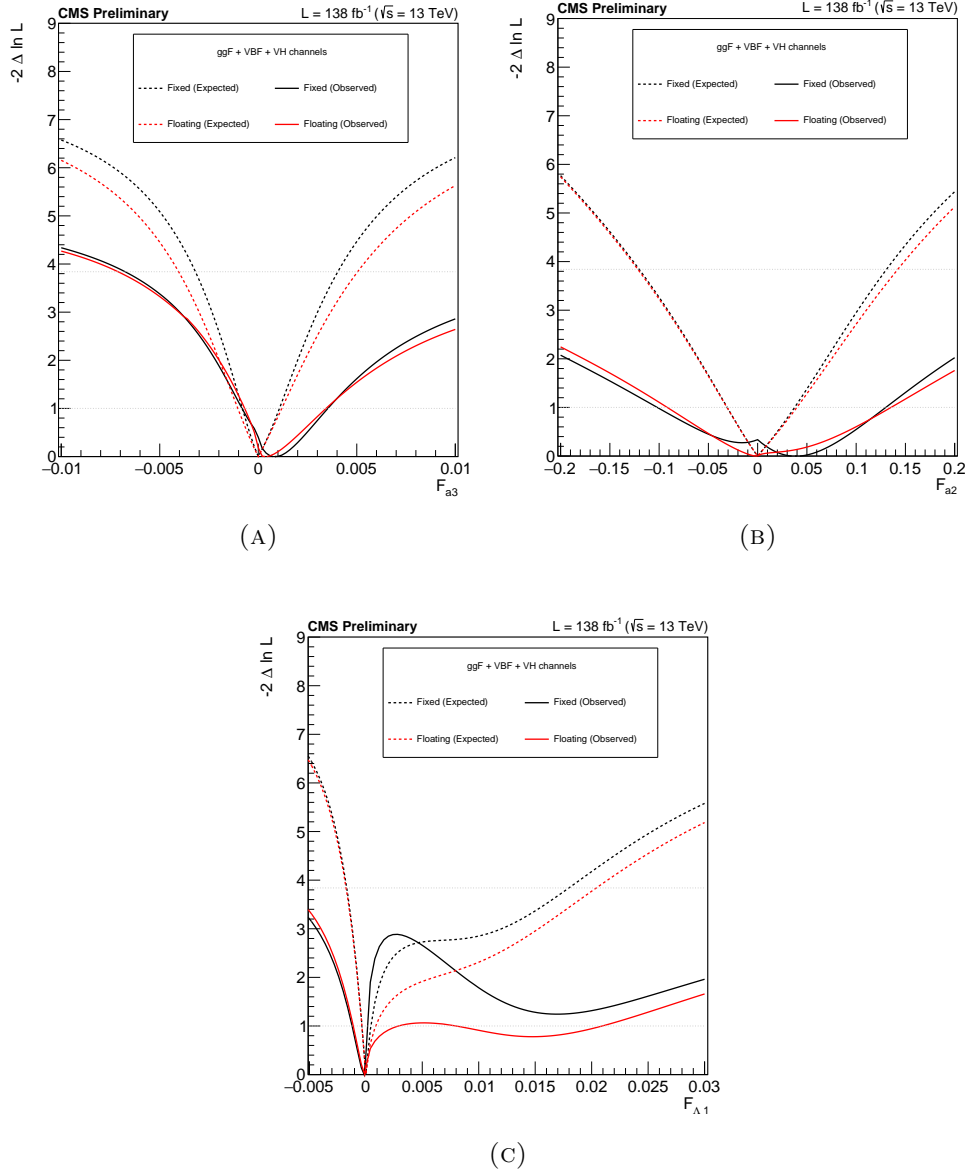 CMS Preliminary L = 138 fb⁻¹ (√s = 13 TeV)
-2 Δ ln L
ggF + VBF + VH channels
Fixed (Expected) Fixed (Observed)
Floating (Expected) Floating (Observed)
9
8
7
6
5
4
3
2
1
0
−0.01 −0.005 0 0.005 0.01
F_a3
(A)
CMS Preliminary L = 138 fb⁻¹ (√s = 13 TeV)
-2 Δ ln L
ggF + VBF + VH channels
Fixed (Expected) Fixed (Observed)
Floating (Expected) Floating (Observed)
9
8
7
6
5
4
3
2
1
0
−0.2 −0.15 −0.1 −0.05 0 0.05 0.1 0.15 0.2
F_a2
(B)
CMS Preliminary L = 138 fb⁻¹ (√s = 13 TeV)
-2 Δ ln L
ggF + VBF + VH channels
Fixed (Expected) Fixed (Observed)
Floating (Expected) Floating (Observed)
9
8
7
6
5
4
3
2
1
0
−0.005 0 0.005 0.01 0.015 0.02 0.025 0.03
F_Λ1
(C)